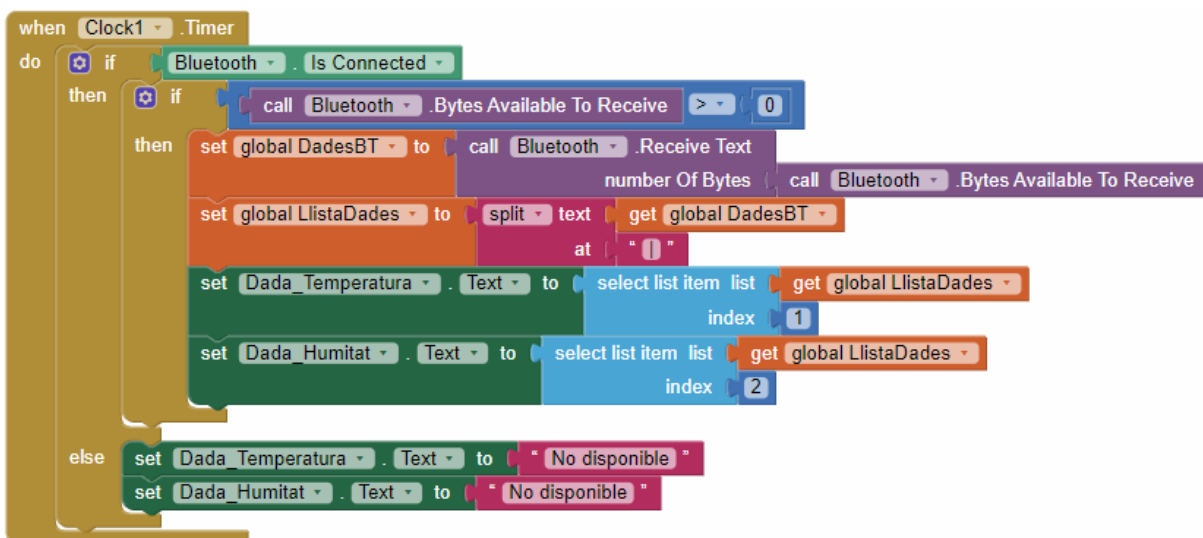 when Clock1 .Timer
do if Bluetooth . Is Connected
then if call Bluetooth .Bytes Available To Receive > 0
then set global DadesBT to call Bluetooth .Receive Text
number Of Bytes call Bluetooth .Bytes Available To Receive
set global LlistaDades to split text get global DadesBT
at " | "
set Dada_Temperatura . Text to select list item list get global LlistaDades
index 1
set Dada_Humitat . Text to select list item list get global LlistaDades
index 2
else set Dada_Temperatura . Text to " No disponible "
set Dada_Humitat . Text to " No disponible "